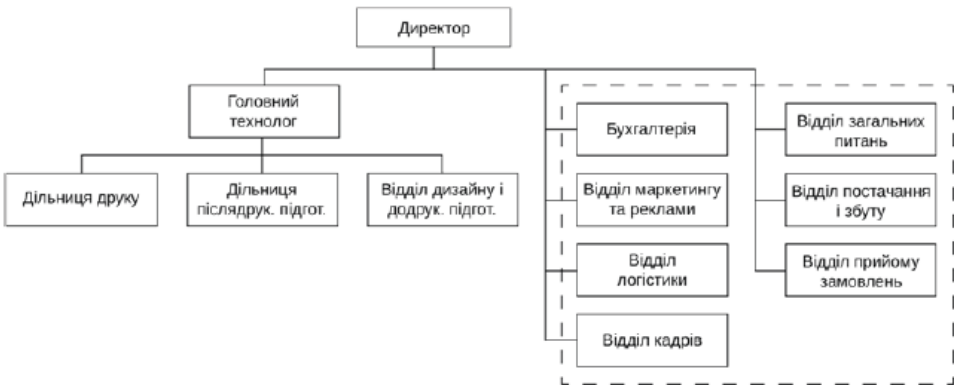 Директор
Головний
технолог
Дільниця друку
Дільниця
післядрук. підгот.
Відділ дизайну і
додрук. підгот.
Бухгалтерія
Відділ маркетингу
та реклами
Відділ
логістики
Відділ кадрів
Відділ загальних
питань
Відділ постачання
і збуту
Відділ прийому
замовлень